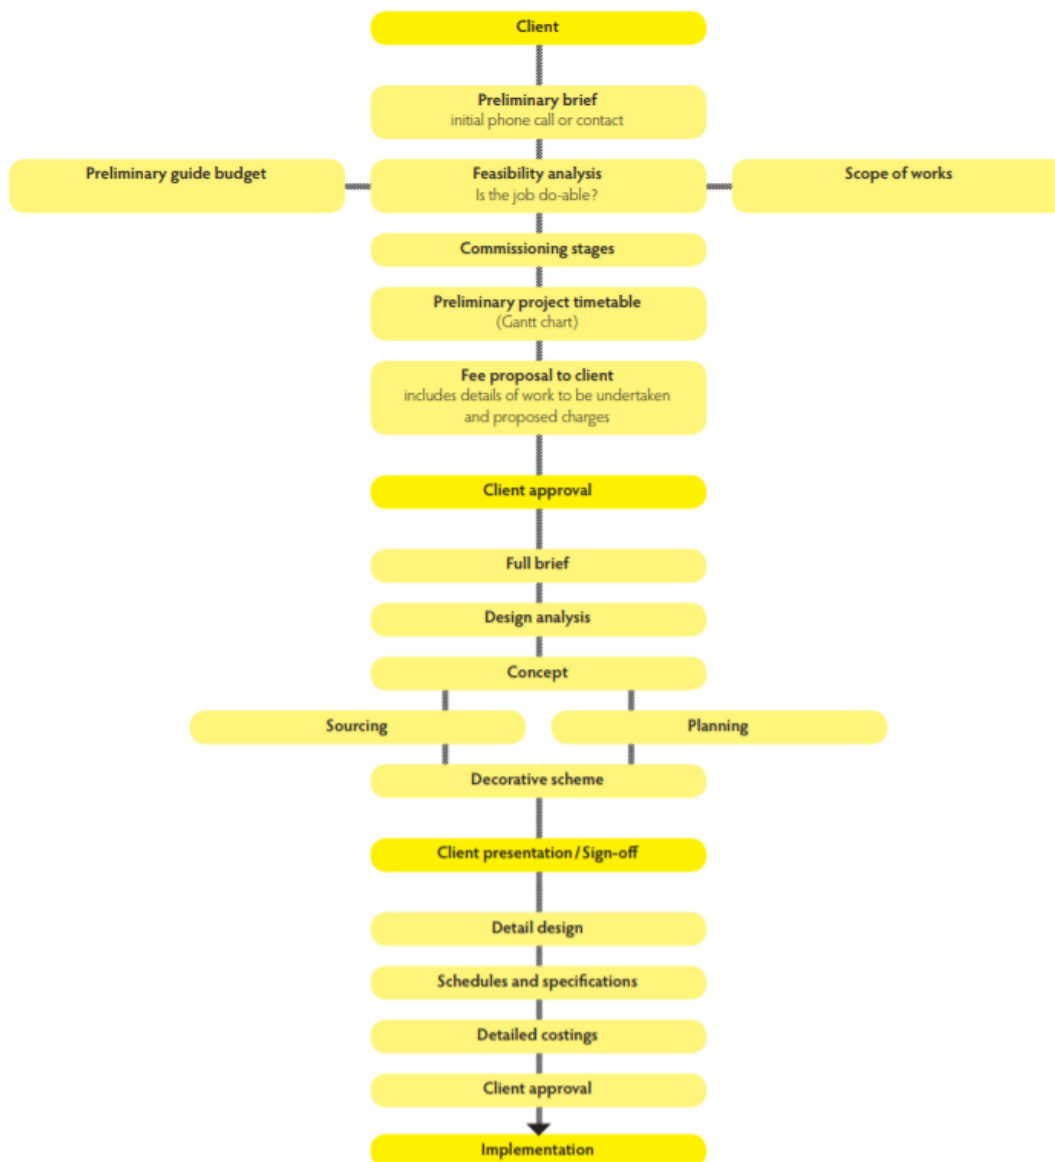 Client
Preliminary brief
initial phone call or contact
Preliminary guide budget
Feasibility analysis
Is the job do-able?
Scope of works
Commissioning stages
Preliminary project timetable
(Gantt chart)
Fee proposal to client
includes details of work to be undertaken
and proposed charges
Client approval
Full brief
Design analysis
Concept
Sourcing
Planning
Decorative scheme
Client presentation / Sign-off
Detail design
Schedules and specifications
Detailed costings
Client approval
Implementation